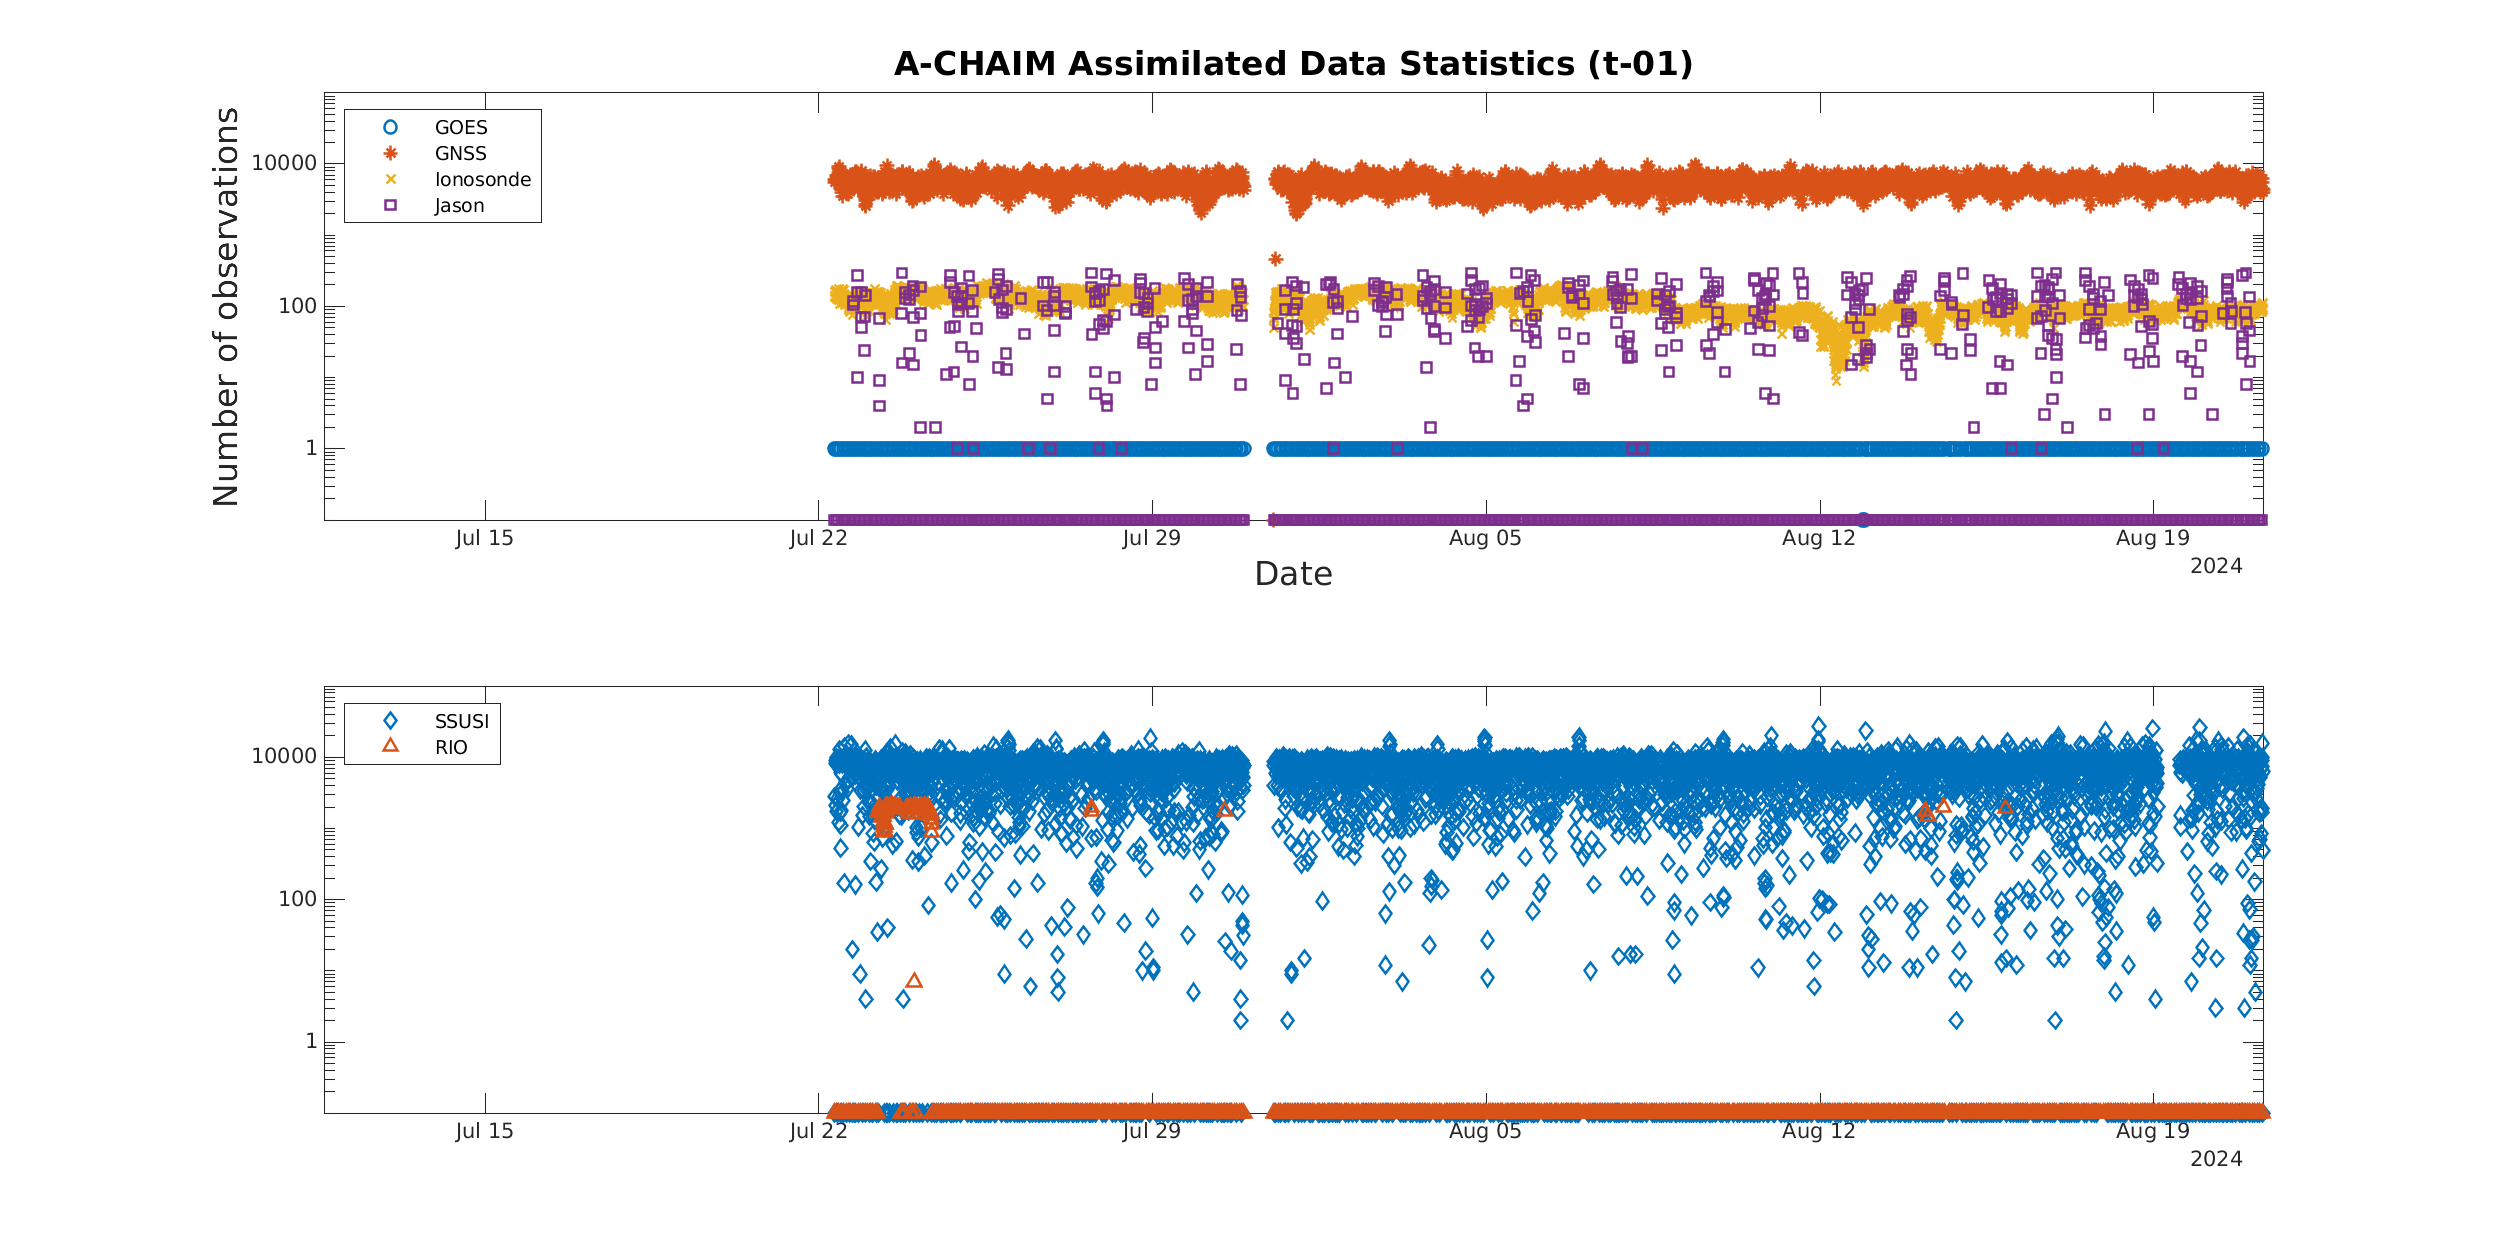 A-CHAIM Assimilated Data Statistics (t-01)
Number of observations
10000
100
1
GOES
GNSS
Ionosonde
Jason
Jul 15
Jul 22
Jul 29
Aug 05
Aug 12
Aug 19
2024
Date
10000
100
1
SSUSI
RIO
Jul 15
Jul 22
Jul 29
Aug 05
Aug 12
Aug 19
2024